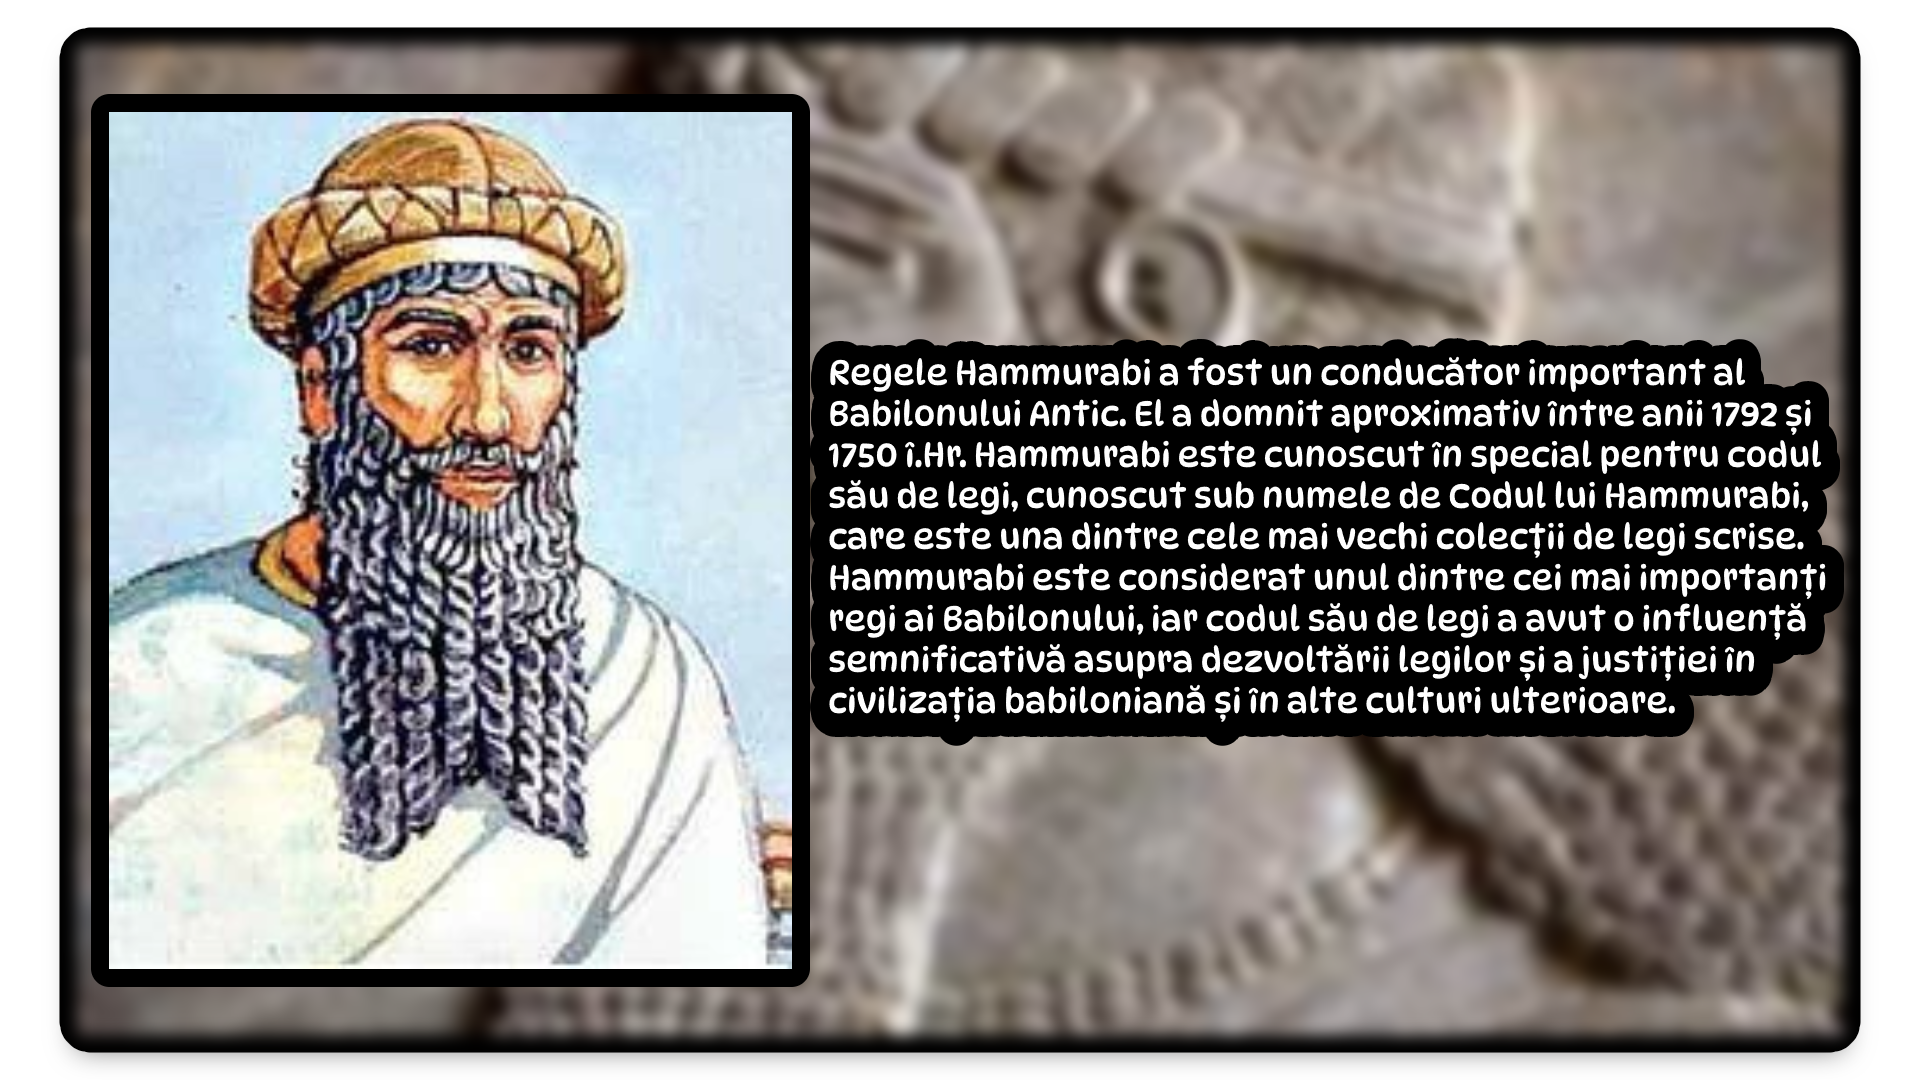 Regele Hammurabi a fost un conducător important al
Babilonului Antic. El a domnit aproximativ între anii 1792 și
1750 î.Hr. Hammurabi este cunoscut în special pentru codul
său de legi, cunoscut sub numele de Codul lui Hammurabi,
care este una dintre cele mai vechi colecții de legi scrise.
Hammurabi este considerat unul dintre cei mai importanți
regi ai Babilonului, iar codul său de legi a avut o influență
semnificativă asupra dezvoltării legilor și a justiției în
civilizația babiloniană și în alte culturi ulterioare.